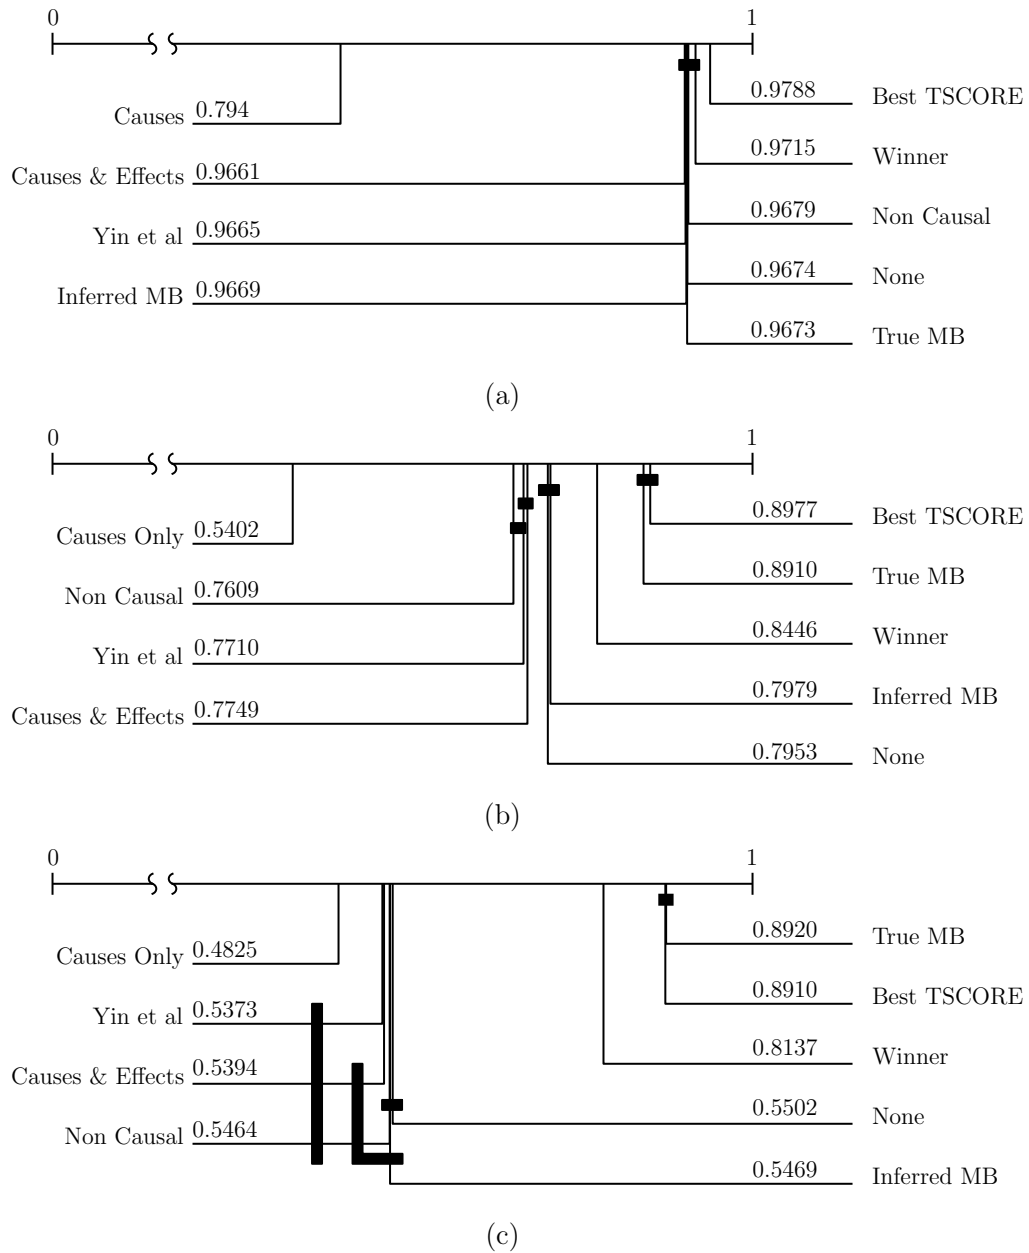 0 1
Causes 0.794
0.9788 Best TSCORE
0.9715 Winner
Causes & Effects 0.9661
0.9679 Non Causal
Yin et al 0.9665
0.9674 None
Inferred MB 0.9669
0.9673 True MB
(a)
0 1
Causes Only 0.5402
0.8977 Best TSCORE
Non Causal 0.7609
0.8910 True MB
Yin et al 0.7710
0.8446 Winner
Causes & Effects 0.7749
0.7979 Inferred MB
0.7953 None
(b)
0 1
Causes Only 0.4825
0.8920 True MB
Yin et al 0.5373
0.8910 Best TSCORE
Causes & Effects 0.5394
0.8137 Winner
Non Causal 0.5464
0.5502 None
0.5469 Inferred MB
(c)